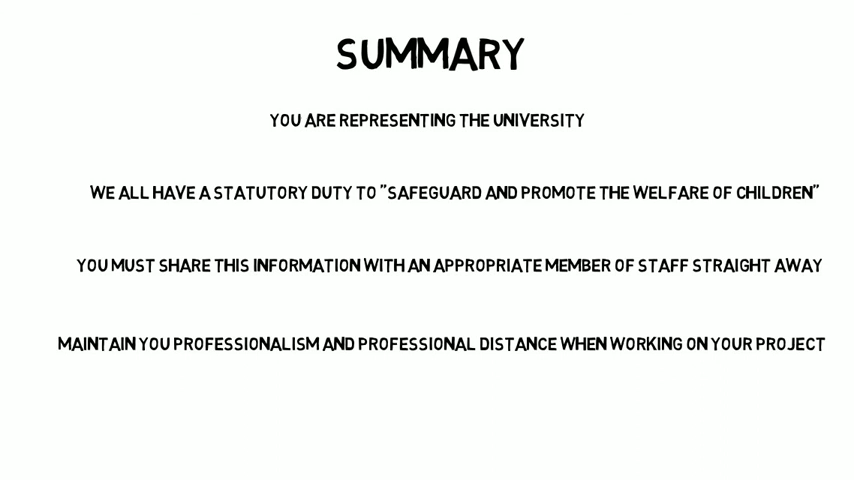 SUMMARY
YOU ARE REPRESENTING THE UNIVERSITY
WE ALL HAVE A STATUTORY DUTY TO "SAFEGUARD AND PROMOTE THE WELFARE OF CHILDREN"
YOU MUST SHARE THIS INFORMATION WITH AN APPROPRIATE MEMBER OF STAFF STRAIGHT AWAY
MAINTAIN YOU PROFESSIONALISM AND PROFESSIONAL DISTANCE WHEN WORKING ON YOUR PROJECT